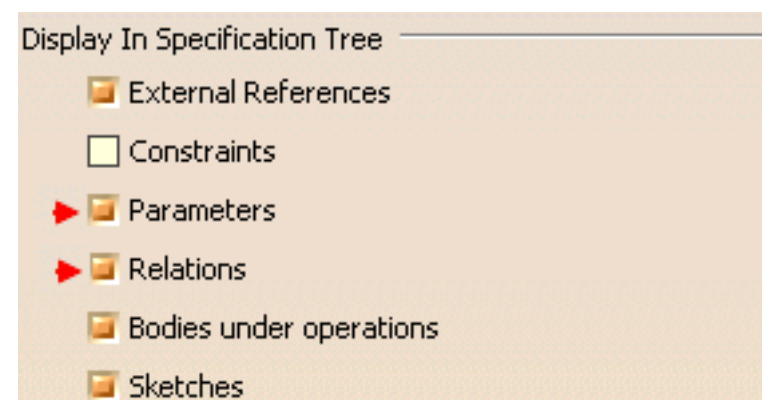 Display In Specification Tree
External References
Constraints
Parameters
Relations
Bodies under operations
Sketches